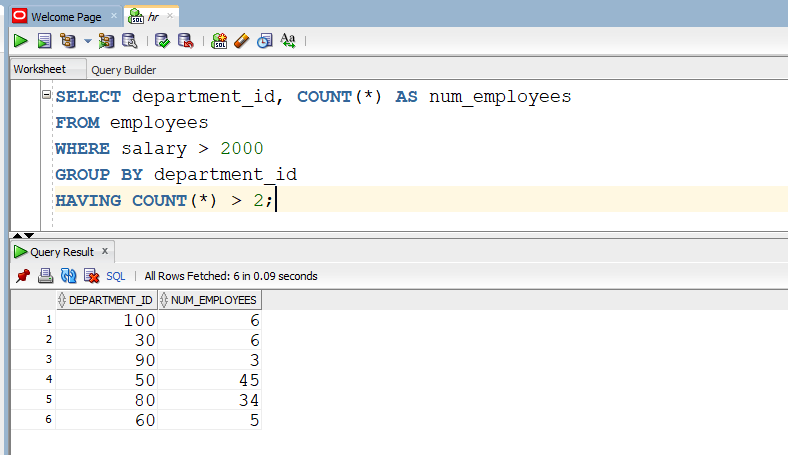 Welcome Page × hr ×
Worksheet Query Builder
SELECT department_id, COUNT(*) AS num_employees
FROM employees
WHERE salary > 2000
GROUP BY department_id
HAVING COUNT(*) > 2;
Query Result ×
SQL | All Rows Fetched: 6 in 0.09 seconds
DEPARTMENT_ID NUM_EMPLOYEES
1 100 6
2 30 6
3 90 3
4 50 45
5 80 34
6 60 5